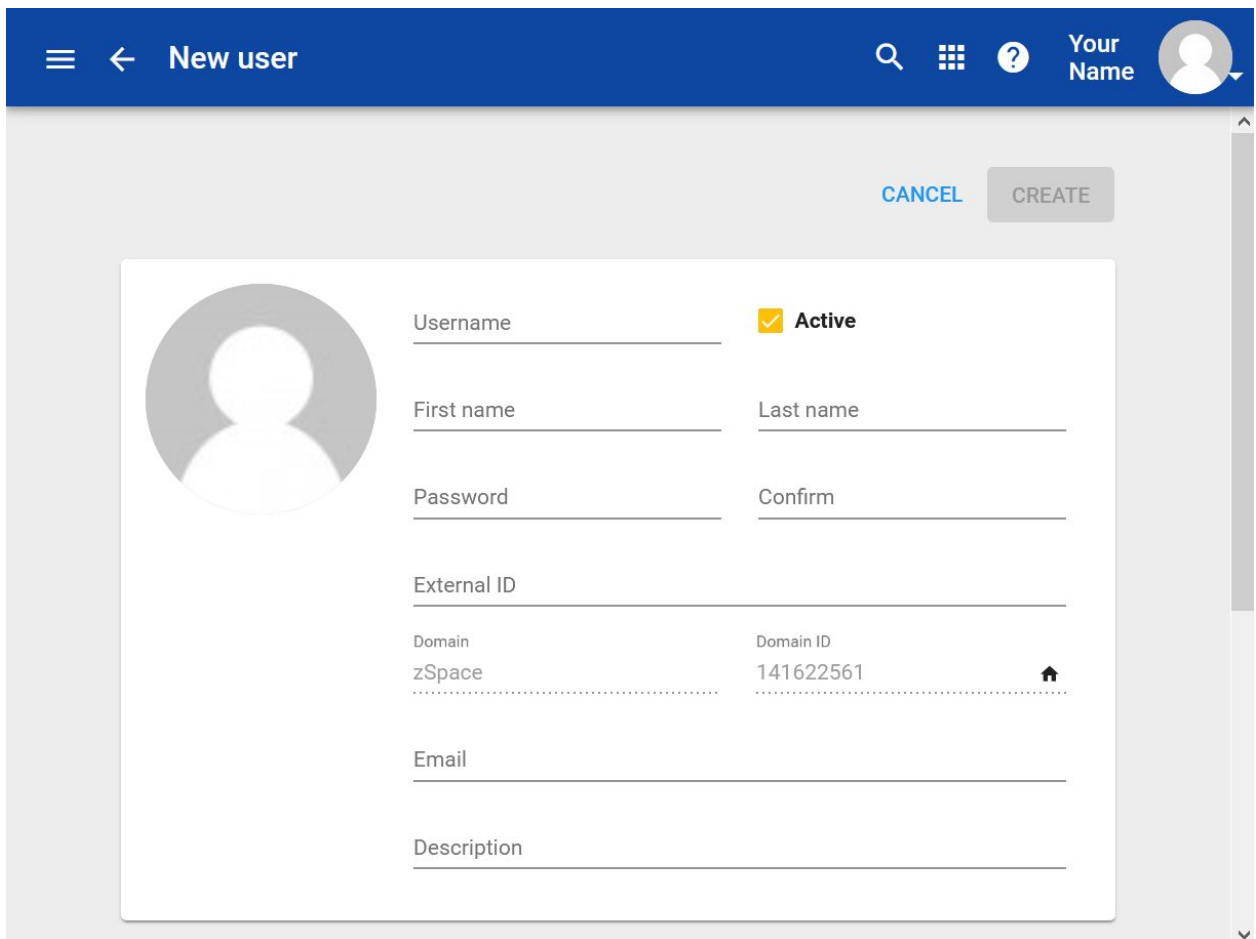 New user
Your
Name
CANCEL
CREATE
Username
Active
First name
Last name
Password
Confirm
External ID
Domain
Domain ID
zSpace
141622561
Email
Description